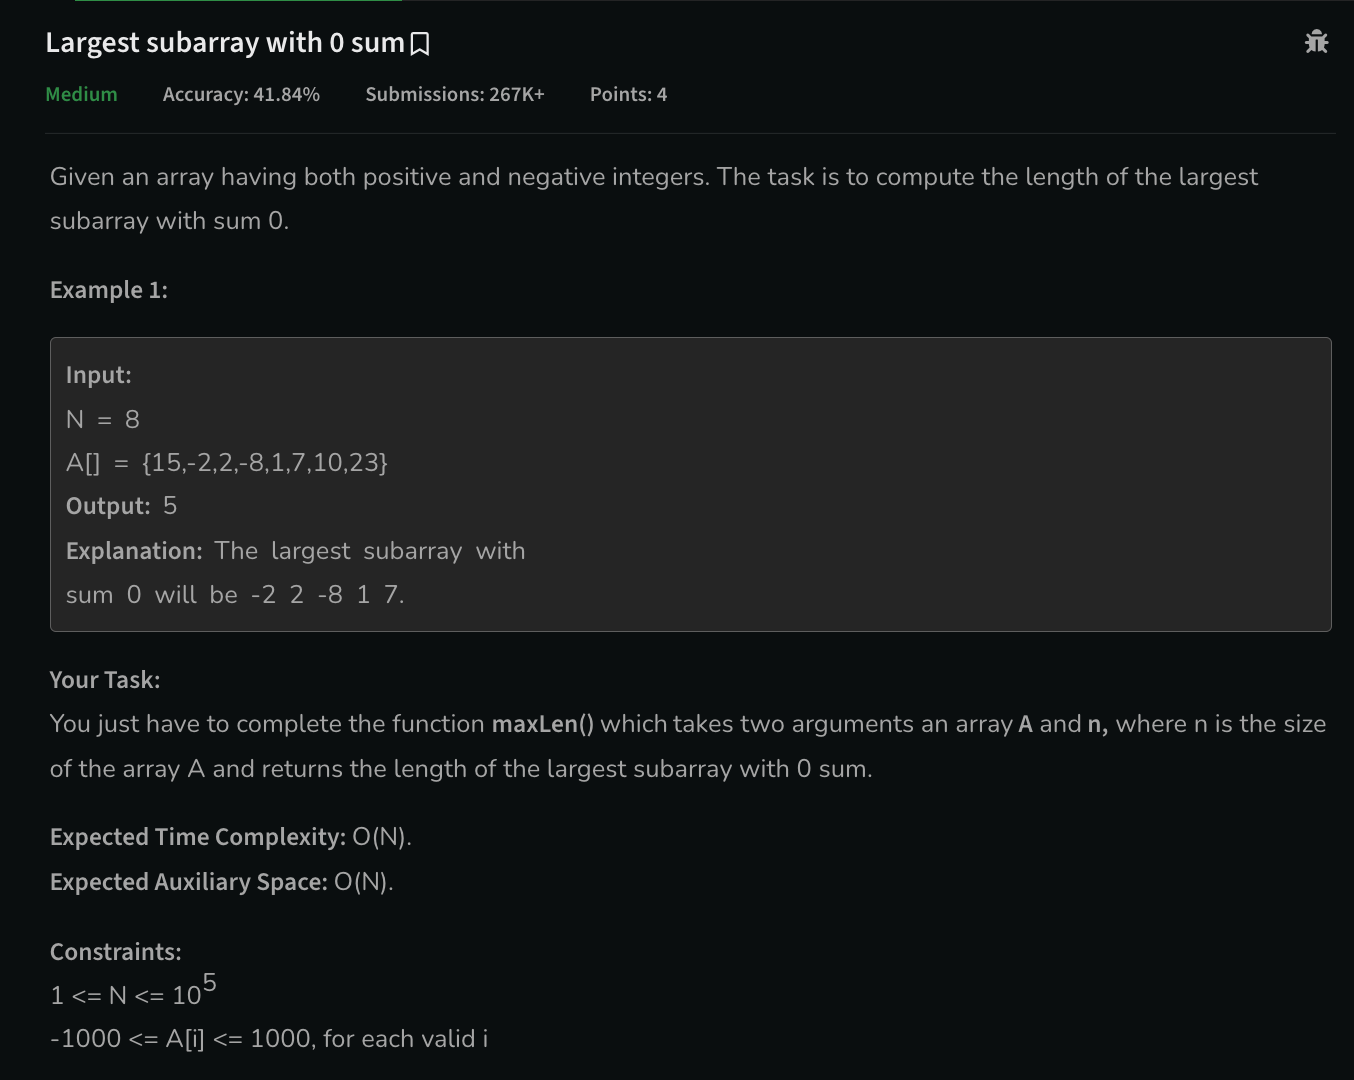 Largest subarray with 0 sum
Medium Accuracy: 41.84% Submissions: 267K+ Points: 4
Given an array having both positive and negative integers. The task is to compute the length of the largest
subarray with sum 0.
Example 1:
Input:
N = 8
A[] = {15,-2,2,-8,1,7,10,23}
Output: 5
Explanation: The largest subarray with
sum 0 will be -2 2 -8 1 7.
Your Task:
You just have to complete the function maxLen() which takes two arguments an array A and n, where n is the size
of the array A and returns the length of the largest subarray with 0 sum.
Expected Time Complexity: O(N).
Expected Auxiliary Space: O(N).
Constraints:
1 <= N <= 10^5
-1000 <= A[i] <= 1000, for each valid i